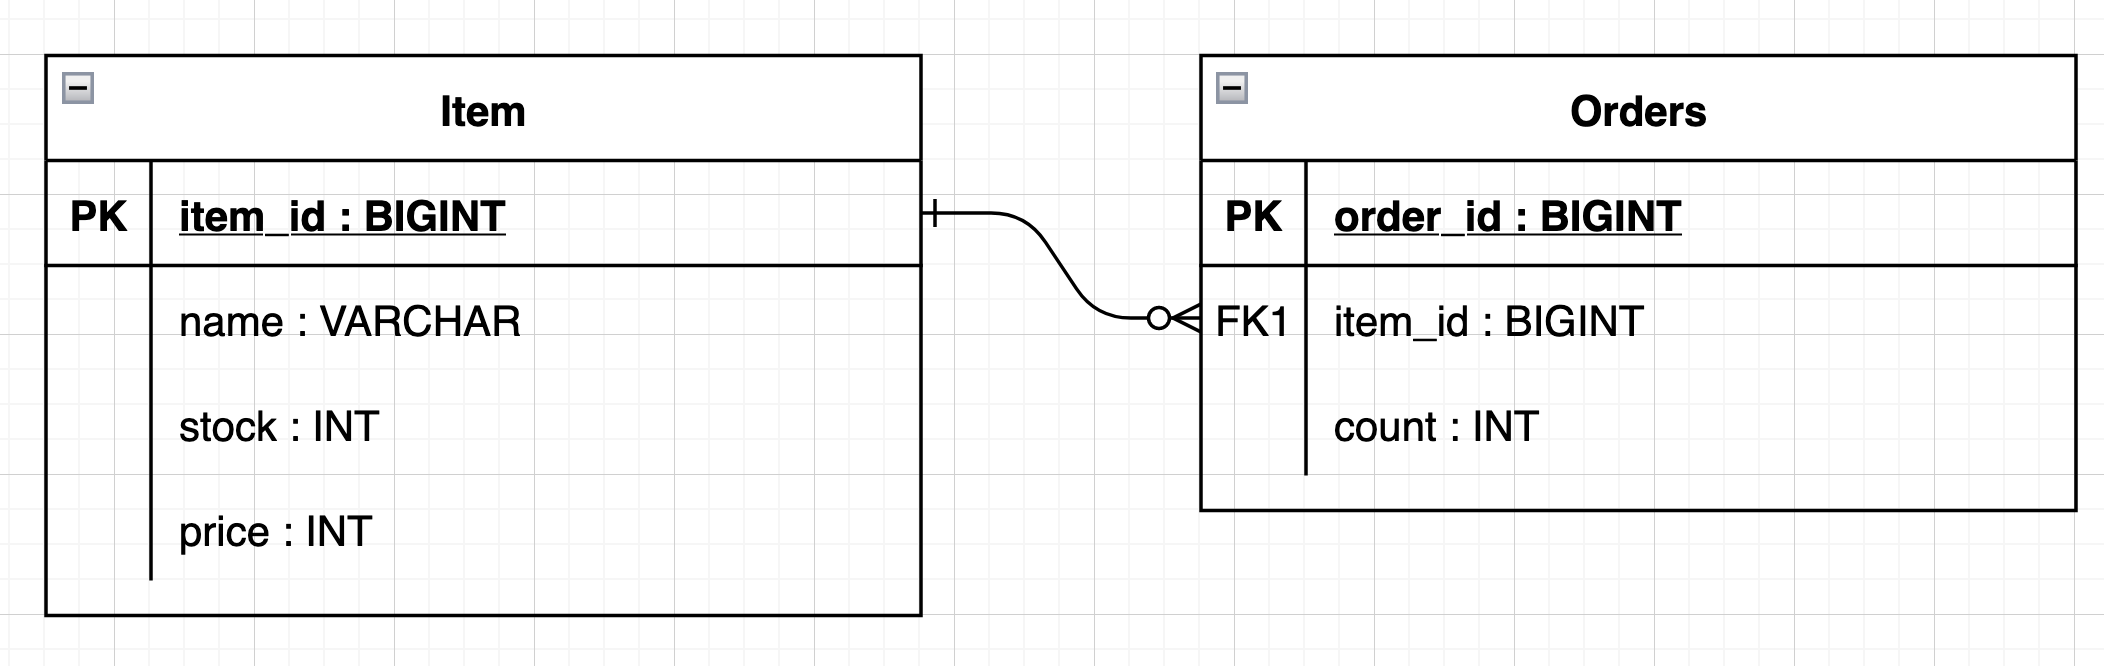 Item
PK item_id : BIGINT
name : VARCHAR
stock : INT
price : INT
Orders
PK order_id : BIGINT
FK1 item_id : BIGINT
count : INT